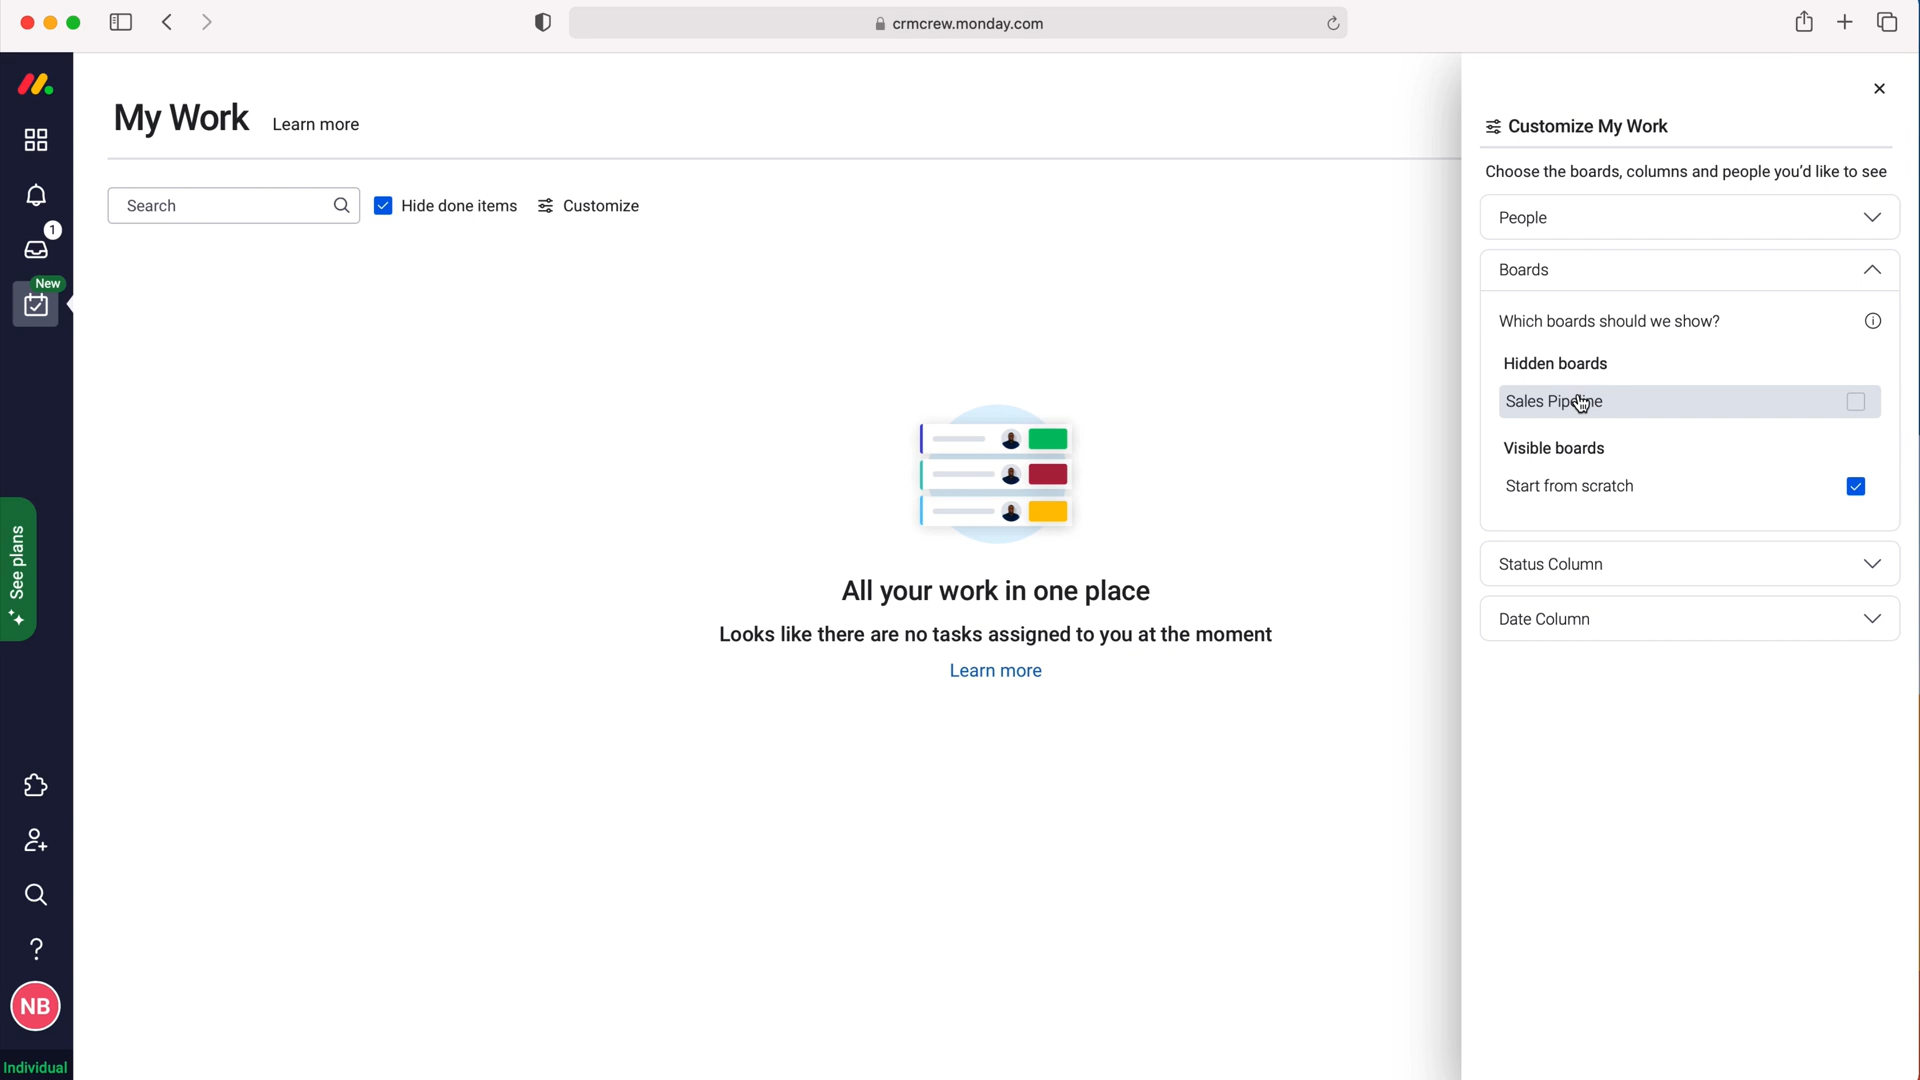 crmcrew.monday.com
My Work Learn more
Search
Hide done items
Customize
1
New
See plans
NB
Individual
All your work in one place
Looks like there are no tasks assigned to you at the moment
Learn more
Customize My Work
Choose the boards, columns and people you'd like to see
People
Boards
Which boards should we show?
Hidden boards
Sales Pipeline
Visible boards
Start from scratch
Status Column
Date Column